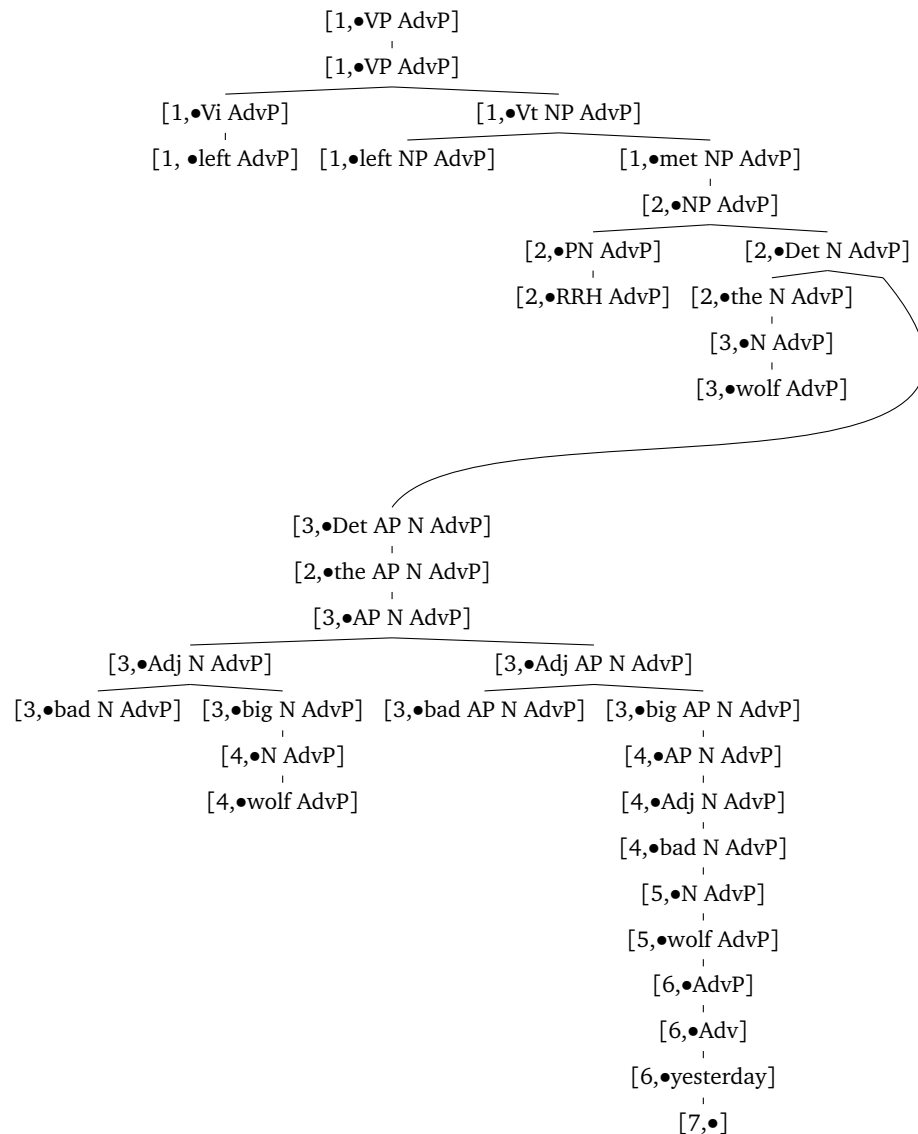 [1,●VP AdvP]
[1,●VP AdvP]
[1,●Vi AdvP] [1,●Vt NP AdvP]
[1, ●left AdvP] [1,●left NP AdvP] [1,●met NP AdvP]
[2,●NP AdvP]
[2,●PN AdvP] [2,●Det N AdvP]
[2,●RRH AdvP] [2,●the N AdvP]
[3,●N AdvP]
[3,●wolf AdvP]
[3,●Det AP N AdvP]
[2,●the AP N AdvP]
[3,●AP N AdvP]
[3,●Adj N AdvP] [3,●Adj AP N AdvP]
[3,●bad N AdvP] [3,●big N AdvP] [3,●bad AP N AdvP] [3,●big AP N AdvP]
[4,●N AdvP] [4,●AP N AdvP]
[4,●wolf AdvP] [4,●Adj N AdvP]
[4,●bad N AdvP]
[5,●N AdvP]
[5,●wolf AdvP]
[6,●AdvP]
[6,●Adv]
[6,●yesterday]
[7,●]